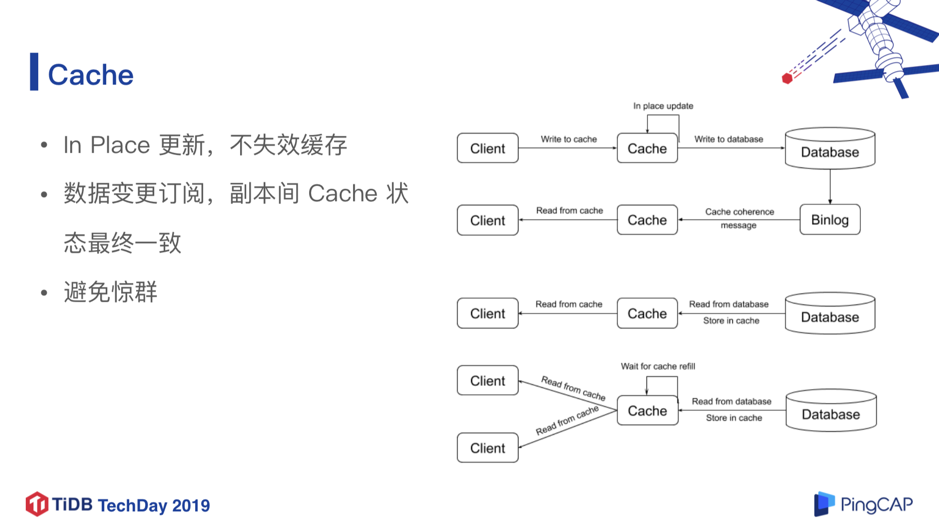 Cache
• In Place 更新，不失效缓存
• 数据变更订阅，副本间 Cache 状
态最终一致
• 避免惊群
In place update
Client
Write to cache
Cache
Write to database
Database
Client
Read from cache
Cache
Cache coherence
message
Binlog
Client
Read from cache
Cache
Read from database
Store in cache
Database
Wait for cache refill
Client
Read from cache
Cache
Read from database
Store in cache
Database
Read from cache
Client
TiDB TechDay 2019
PingCAP